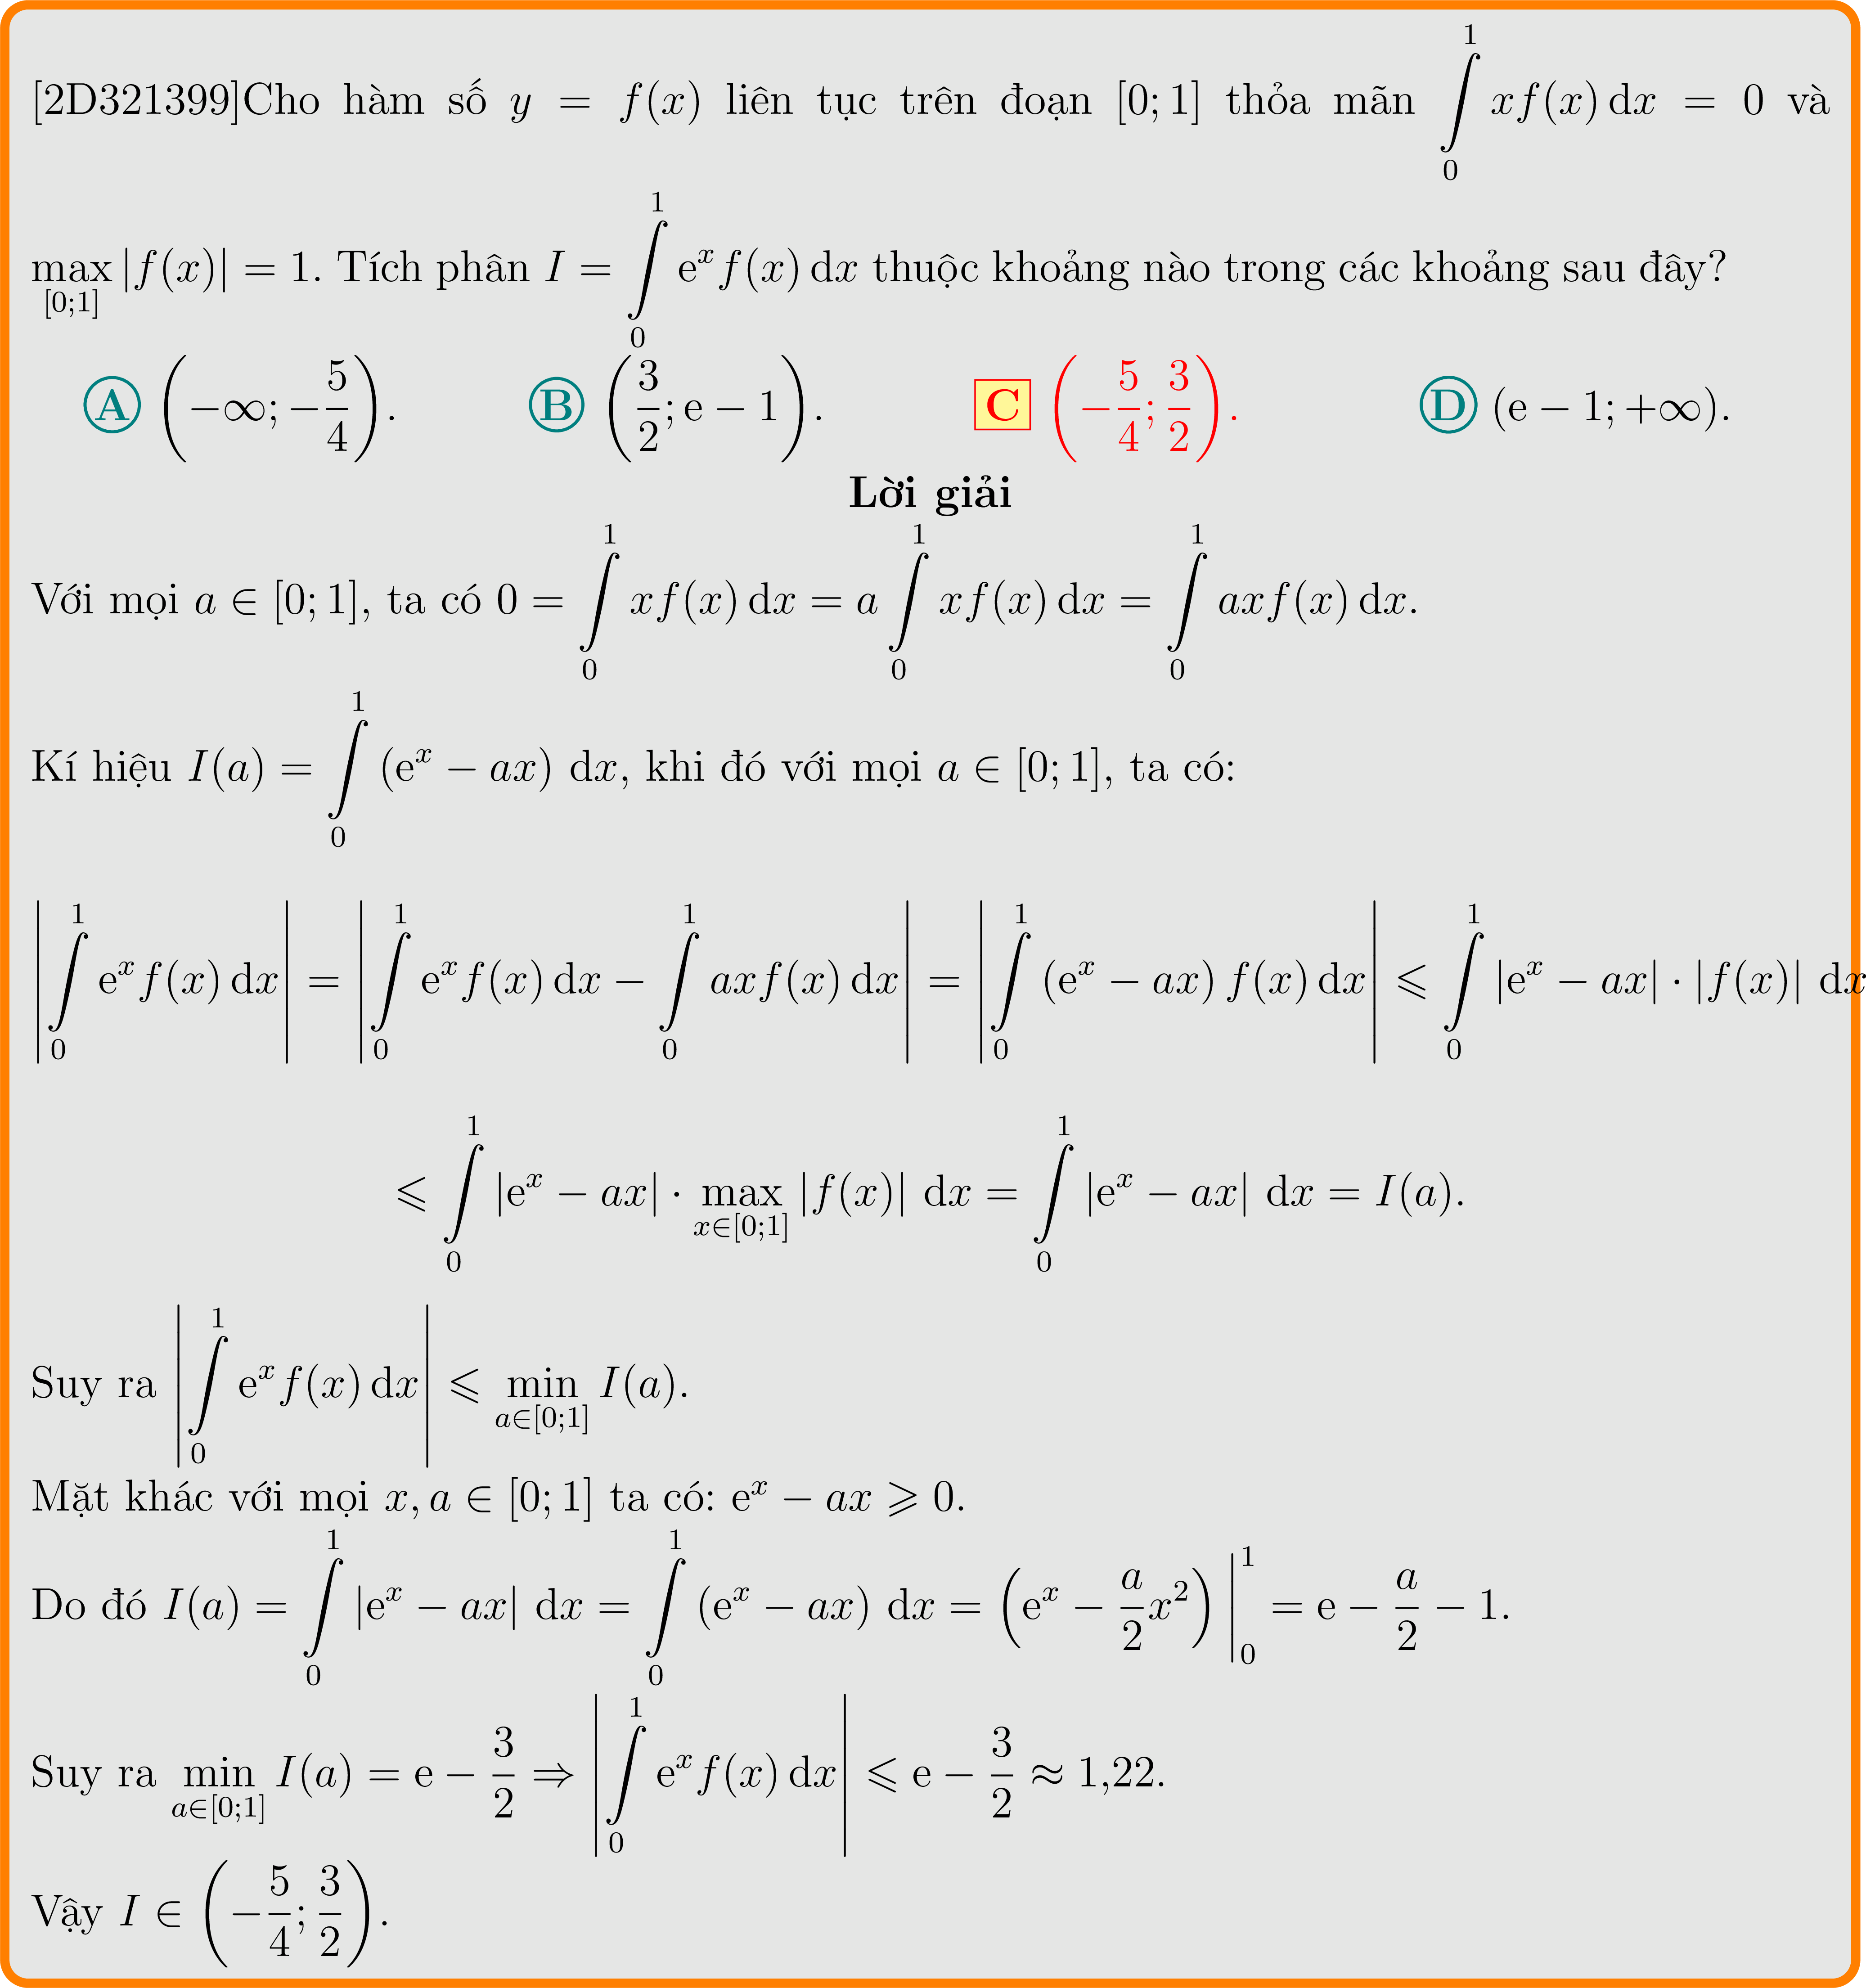 [2D321399]Cho hàm số $y = f(x)$ liên tục trên đoạn $[0; 1]$ thỏa mãn $\int\limits_0^1 xf(x)\,\mathrm{d}x = 0$ và
$\max\limits_{[0;1]} |f(x)| = 1$. Tích phân $I = \int\limits_0^1 \mathrm{e}^x f(x)\,\mathrm{d}x$ thuộc khoảng nào trong các khoảng sau đây?
A $\left(-\infty; -\dfrac{5}{4}\right)$. B $\left(\dfrac{3}{2}; \mathrm{e} - 1\right)$. C $\left(-\dfrac{5}{4}; \dfrac{3}{2}\right)$. D $(\mathrm{e} - 1; +\infty)$.
Lời giải
Với mọi $a \in [0; 1]$, ta có $0 = \int\limits_0^1 xf(x)\,\mathrm{d}x = a\int\limits_0^1 xf(x)\,\mathrm{d}x = \int\limits_0^1 axf(x)\,\mathrm{d}x$.
Kí hiệu $I(a) = \int\limits_0^1 (\mathrm{e}^x - ax)\,\mathrm{d}x$, khi đó với mọi $a \in [0; 1]$, ta có:
$\left|\int\limits_0^1 \mathrm{e}^x f(x)\,\mathrm{d}x\right| = \left|\int\limits_0^1 \mathrm{e}^x f(x)\,\mathrm{d}x - \int\limits_0^1 axf(x)\,\mathrm{d}x\right| = \left|\int\limits_0^1 (\mathrm{e}^x - ax) f(x)\,\mathrm{d}x\right| \leqslant \int\limits_0^1 |\mathrm{e}^x - ax| \cdot |f(x)|\,\mathrm{d}x$
$\leqslant \int\limits_0^1 |\mathrm{e}^x - ax| \cdot \max\limits_{x\in[0;1]} |f(x)|\,\mathrm{d}x = \int\limits_0^1 |\mathrm{e}^x - ax|\,\mathrm{d}x = I(a)$.
Suy ra $\left|\int\limits_0^1 \mathrm{e}^x f(x)\,\mathrm{d}x\right| \leqslant \min\limits_{a\in[0;1]} I(a)$.
Mặt khác với mọi $x, a \in [0; 1]$ ta có: $\mathrm{e}^x - ax \geqslant 0$.
Do đó $I(a) = \int\limits_0^1 |\mathrm{e}^x - ax|\,\mathrm{d}x = \int\limits_0^1 (\mathrm{e}^x - ax)\,\mathrm{d}x = \left(\mathrm{e}^x - \dfrac{a}{2}x^2\right)\Big|_0^1 = \mathrm{e} - \dfrac{a}{2} - 1$.
Suy ra $\min\limits_{a\in[0;1]} I(a) = \mathrm{e} - \dfrac{3}{2} \Rightarrow \left|\int\limits_0^1 \mathrm{e}^x f(x)\,\mathrm{d}x\right| \leqslant \mathrm{e} - \dfrac{3}{2} \approx 1{,}22$.
Vậy $I \in \left(-\dfrac{5}{4}; \dfrac{3}{2}\right)$.